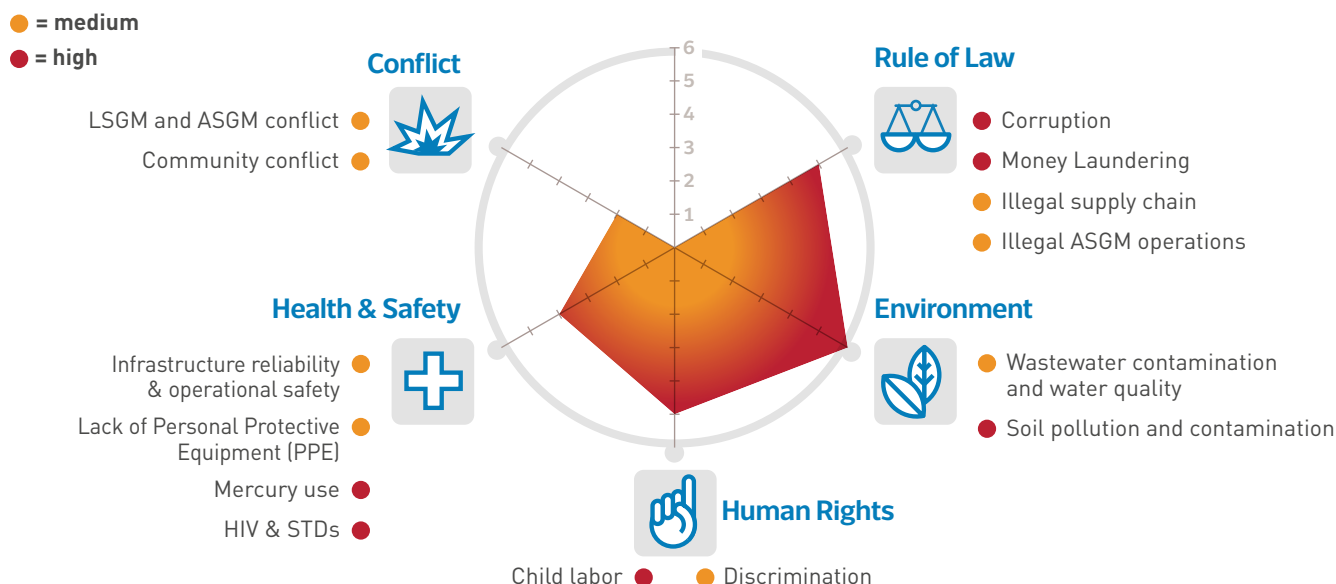 = medium
= high
Conflict
LSGM and ASGM conflict
Community conflict
6
5
4
3
2
1
Rule of Law
Corruption
Money Laundering
Illegal supply chain
Illegal ASGM operations
Health & Safety
Infrastructure reliability
& operational safety
Lack of Personal Protective
Equipment (PPE)
Mercury use
HIV & STDs
Environment
Wastewater contamination
and water quality
Soil pollution and contamination
Human Rights
Child labor
Discrimination